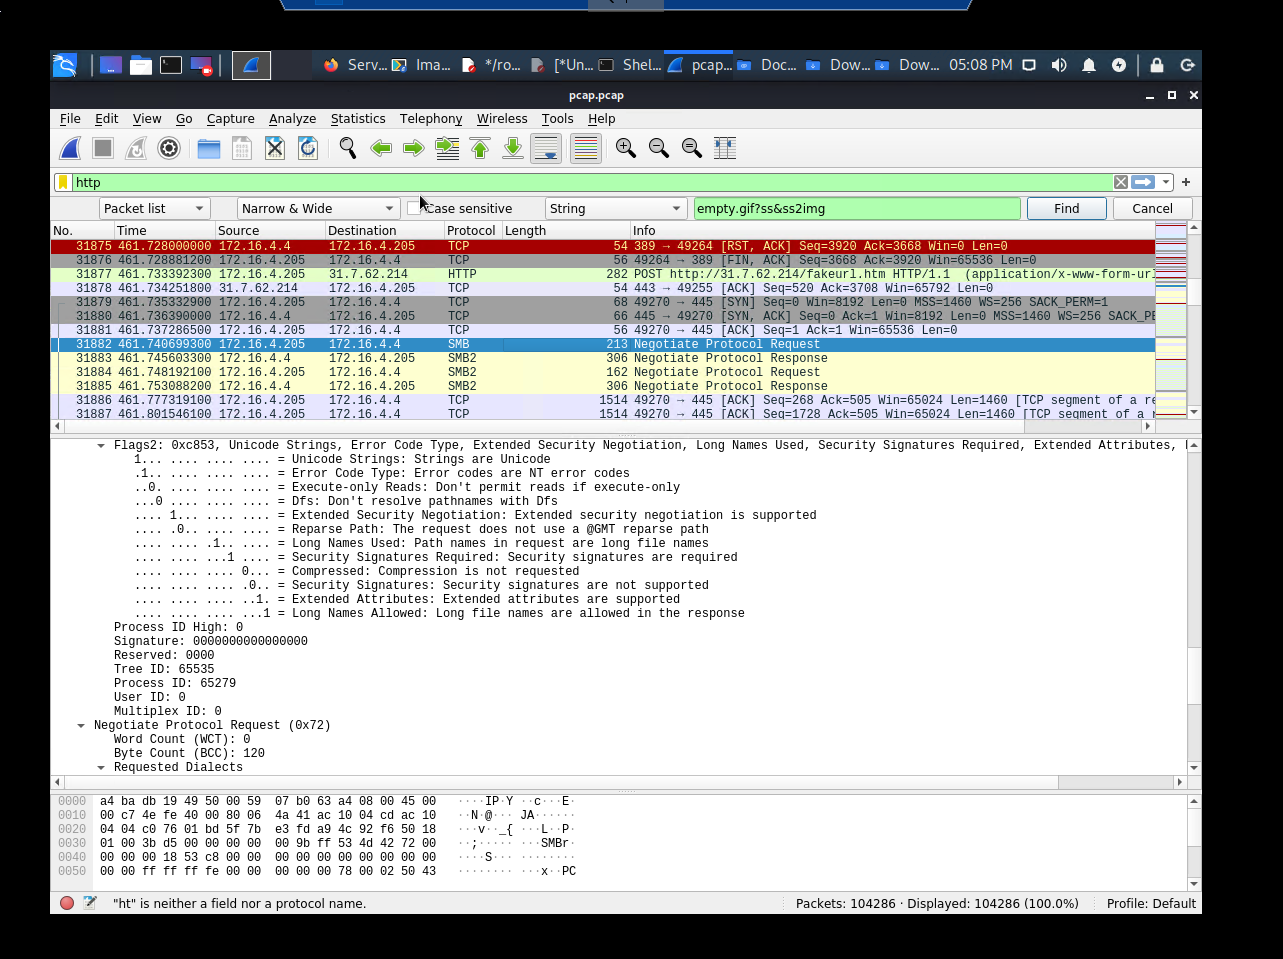 Serv... Ima... */ro... [*Un... Shel... pcap... Doc... Dow... Dow... 05:08 PM
pcap.pcap
File Edit View Go Capture Analyze Statistics Telephony Wireless Tools Help
http
Packet list Narrow & Wide Case sensitive String empty.gif?ss&ss2img Find Cancel
No. Time Source Destination Protocol Length Info
31875 461.728000000 172.16.4.4 172.16.4.205 TCP 54 389 → 49264 [RST, ACK] Seq=3920 Ack=3668 Win=0 Len=0
31876 461.728881200 172.16.4.205 172.16.4.4 TCP 56 49264 → 389 [FIN, ACK] Seq=3668 Ack=3920 Win=65536 Len=0
31877 461.733392300 172.16.4.205 31.7.62.214 HTTP 282 POST http://31.7.62.214/fakeurl.htm HTTP/1.1 (application/x-www-form-url
31878 461.734251800 31.7.62.214 172.16.4.205 TCP 54 443 → 49255 [ACK] Seq=520 Ack=3708 Win=65792 Len=0
31879 461.735332900 172.16.4.205 172.16.4.4 TCP 68 49270 → 445 [SYN] Seq=0 Win=8192 Len=0 MSS=1460 WS=256 SACK_PERM=1
31880 461.736390000 172.16.4.4 172.16.4.205 TCP 66 445 → 49270 [SYN, ACK] Seq=0 Ack=1 Win=8192 Len=0 MSS=1460 WS=256 SACK_PE
31881 461.737286500 172.16.4.205 172.16.4.4 TCP 56 49270 → 445 [ACK] Seq=1 Ack=1 Win=65536 Len=0
31882 461.740699300 172.16.4.205 172.16.4.4 SMB 213 Negotiate Protocol Request
31883 461.745603300 172.16.4.4 172.16.4.205 SMB2 306 Negotiate Protocol Response
31884 461.748192100 172.16.4.205 172.16.4.4 SMB2 162 Negotiate Protocol Request
31885 461.753088200 172.16.4.4 172.16.4.205 SMB2 306 Negotiate Protocol Response
31886 461.777319100 172.16.4.205 172.16.4.4 TCP 1514 49270 → 445 [ACK] Seq=268 Ack=505 Win=65024 Len=1460 [TCP segment of a re
31887 461.801546100 172.16.4.205 172.16.4.4 TCP 1514 49270 → 445 [ACK] Seq=1728 Ack=505 Win=65024 Len=1460 [TCP segment of a r
Flags2: 0xc853, Unicode Strings, Error Code Type, Extended Security Negotiation, Long Names Used, Security Signatures Required, Extended Attributes,
1... .... .... .... = Unicode Strings: Strings are Unicode
.1.. .... .... .... = Error Code Type: Error codes are NT error codes
..0. .... .... .... = Execute-only Reads: Don't permit reads if execute-only
...0 .... .... .... = Dfs: Don't resolve pathnames with Dfs
.... 1... .... .... = Extended Security Negotiation: Extended security negotiation is supported
.... .0.. .... .... = Reparse Path: The request does not use a @GMT reparse path
.... .... .1.. .... = Long Names Used: Path names in request are long file names
.... .... ...1 .... = Security Signatures Required: Security signatures are required
.... .... .... 0... = Compressed: Compression is not requested
.... .... .... .0.. = Security Signatures: Security signatures are not supported
.... .... .... ..1. = Extended Attributes: Extended attributes are supported
.... .... .... ...1 = Long Names Allowed: Long file names are allowed in the response
Process ID High: 0
Signature: 0000000000000000
Reserved: 0000
Tree ID: 65535
Process ID: 65279
User ID: 0
Multiplex ID: 0
Negotiate Protocol Request (0x72)
Word Count (WCT): 0
Byte Count (BCC): 120
Requested Dialects
0000 a4 ba db 19 49 50 00 59 07 b0 63 a4 08 00 45 00 ····IP·Y ··c···E·
0010 00 c7 4e fe 40 00 80 06 4a 41 ac 10 04 cd ac 10 ··N·@··· JA······
0020 04 04 c0 76 01 bd 5f 7b e3 fd a9 4c 92 f6 50 18 ···v··_{ ···L··P·
0030 01 00 3b d5 00 00 00 00 00 9b ff 53 4d 42 72 00 ··;····· ···SMBr·
0040 00 00 00 18 53 c8 00 00 00 00 00 00 00 00 00 00 ····S··· ········
0050 00 00 ff ff ff fe 00 00 00 00 00 78 00 02 50 43 ········ ···x··PC
"ht" is neither a field nor a protocol name. Packets: 104286 · Displayed: 104286 (100.0%) Profile: Default